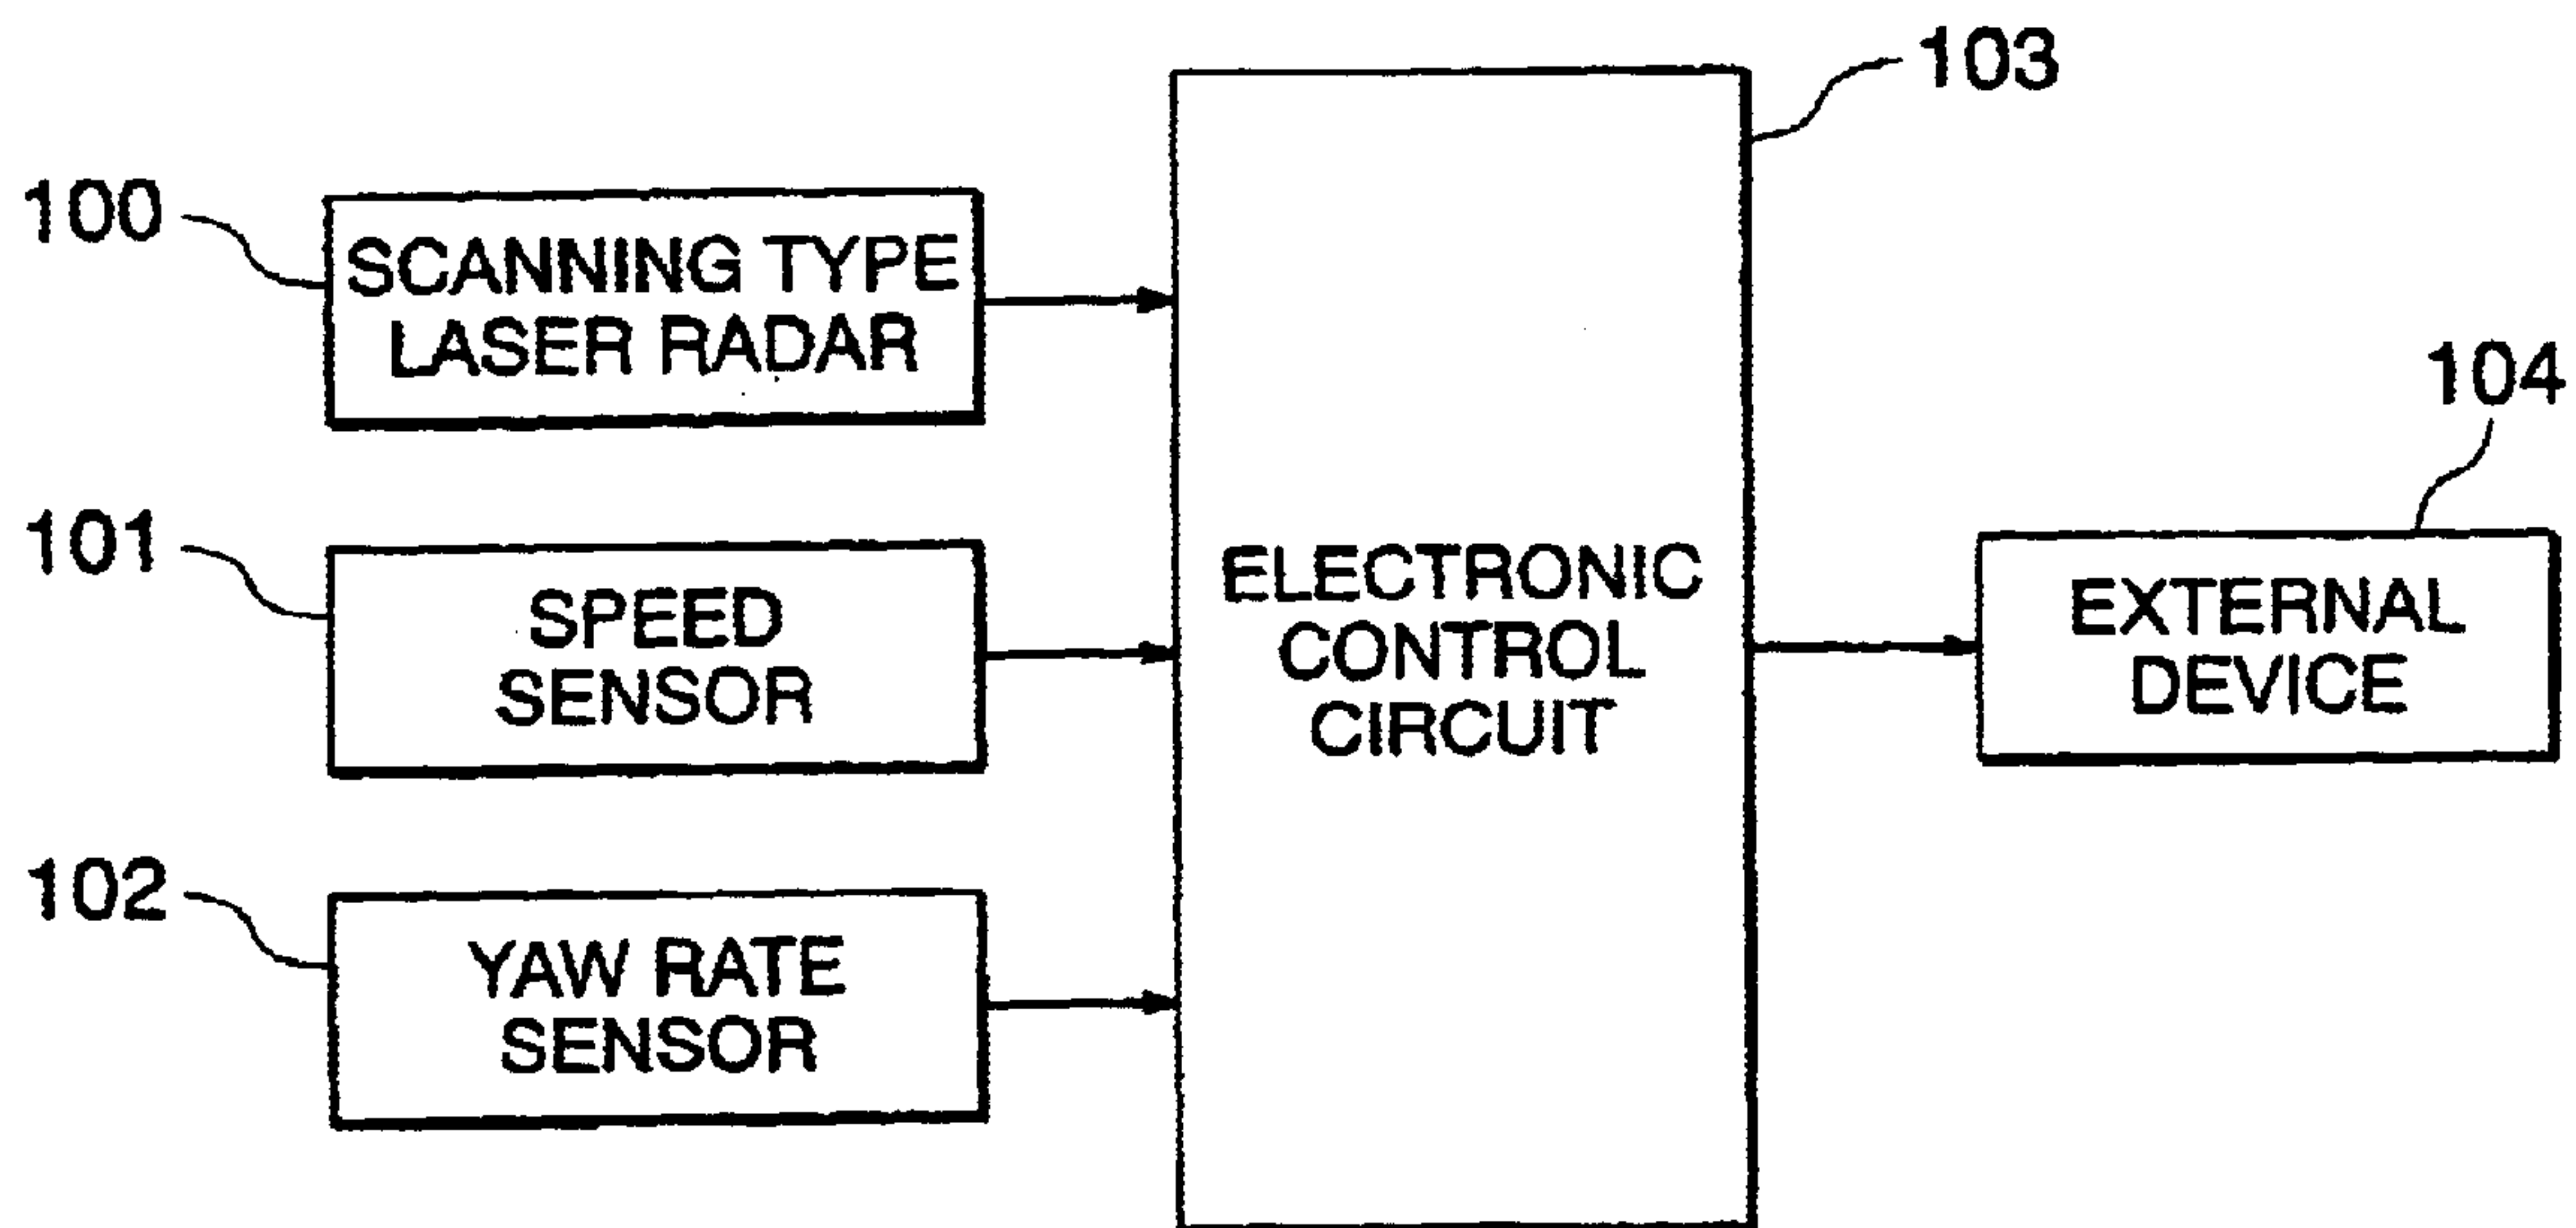 103
100
SCANNING TYPE
LASER RADAR
104
101
SPEED
SENSOR
ELECTRONIC
CONTROL
CIRCUIT
EXTERNAL
DEVICE
102
YAW RATE
SENSOR